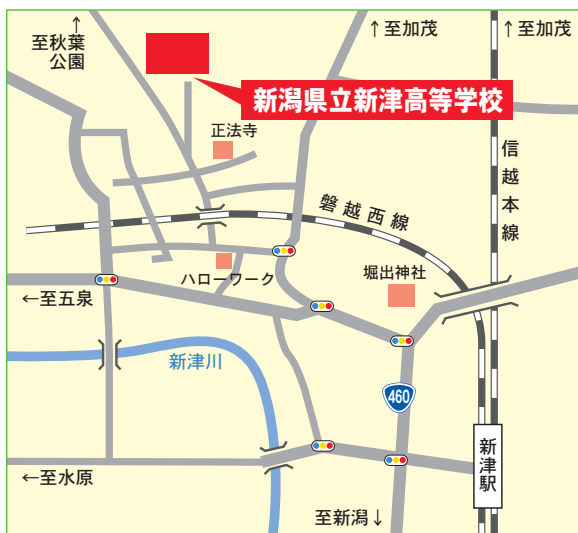 ↑
至秋葉
公園
↑至加茂
↑至加茂
新潟県立新津高等学校
正法寺
信越本線
磐越西線
ハローワーク
堀出神社
←至五泉
新津川
460
新津駅
←至水原
至新潟↓